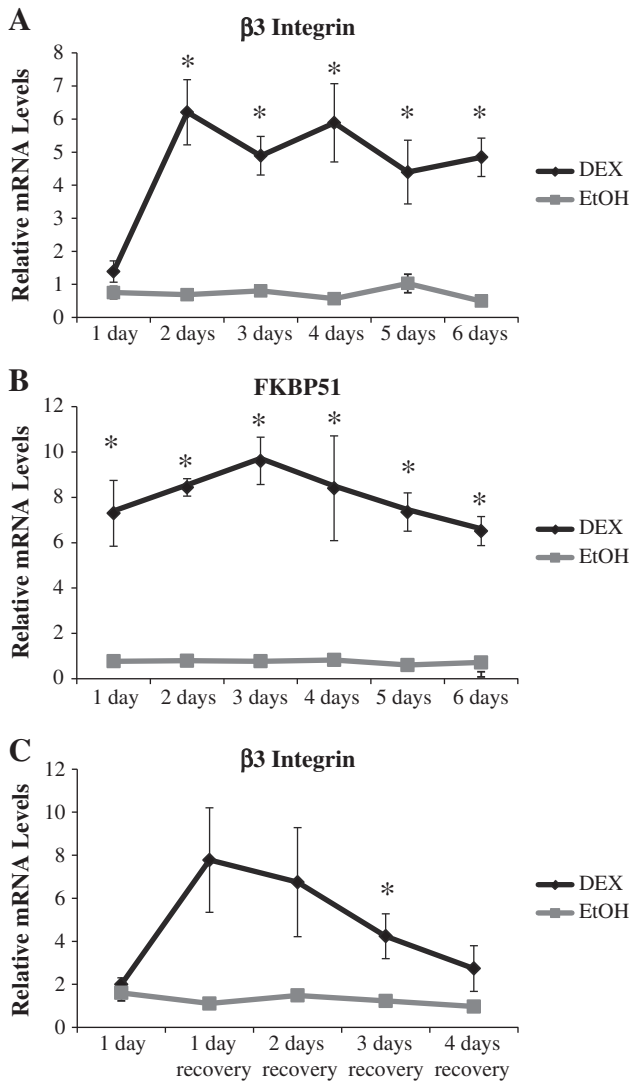 A
β3 Integrin
Relative mRNA Levels
8
7
6
5
4
3
2
1
0
* * * * *
1 day 2 days 3 days 4 days 5 days 6 days
DEX
EtOH
B
FKBP51
Relative mRNA Levels
12
10
8
6
4
2
0
* * * * * *
1 day 2 days 3 days 4 days 5 days 6 days
DEX
EtOH
C
β3 Integrin
Relative mRNA Levels
12
10
8
6
4
2
0
*
1 day 1 day 2 days 3 days 4 days
recovery recovery recovery recovery
DEX
EtOH